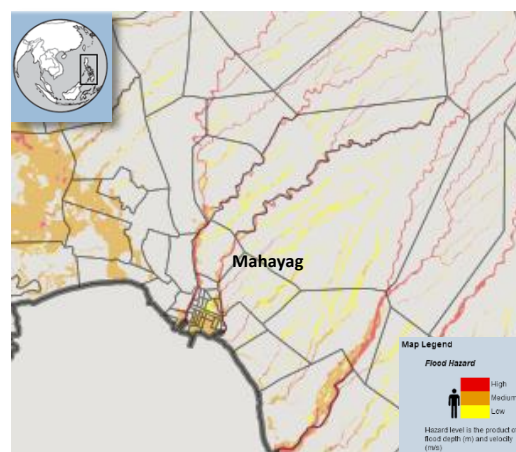 Mahayag
Map Legend
Flood Hazard
High
Medium
Low
Hazard level is the product of
flood depth (m) and velocity
(m/s)